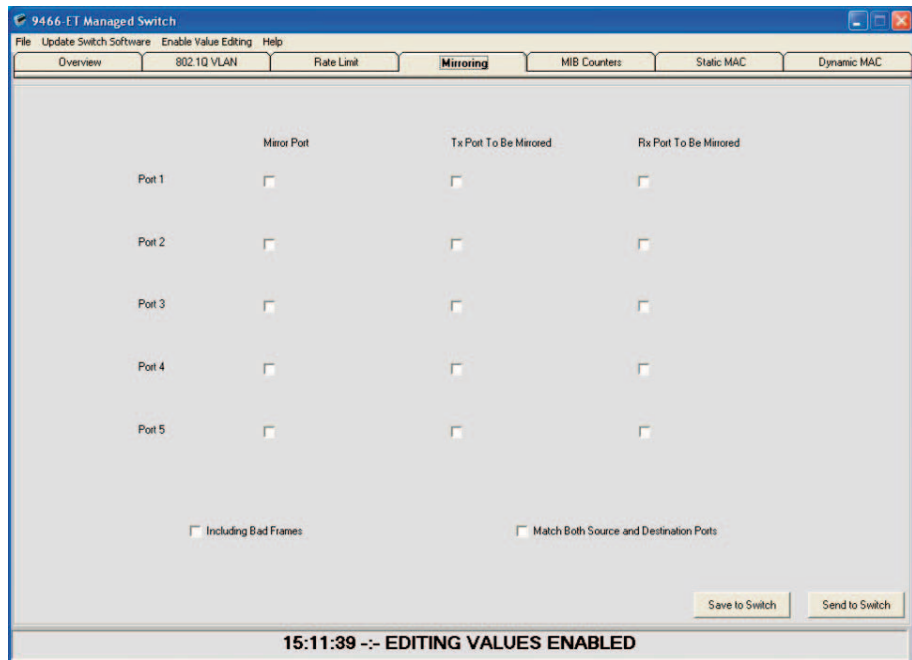 9466-ET Managed Switch
File Update Switch Software Enable Value Editing Help
Overview 802.1Q VLAN Rate Limit Mirroring MIB Counters Static MAC Dynamic MAC
Mirror Port Tx Port To Be Mirrored Rx Port To Be Mirrored
Port 1
Port 2
Port 3
Port 4
Port 5
Including Bad Frames Match Both Source and Destination Ports
Save to Switch Send to Switch
15:11:39 -:- EDITING VALUES ENABLED